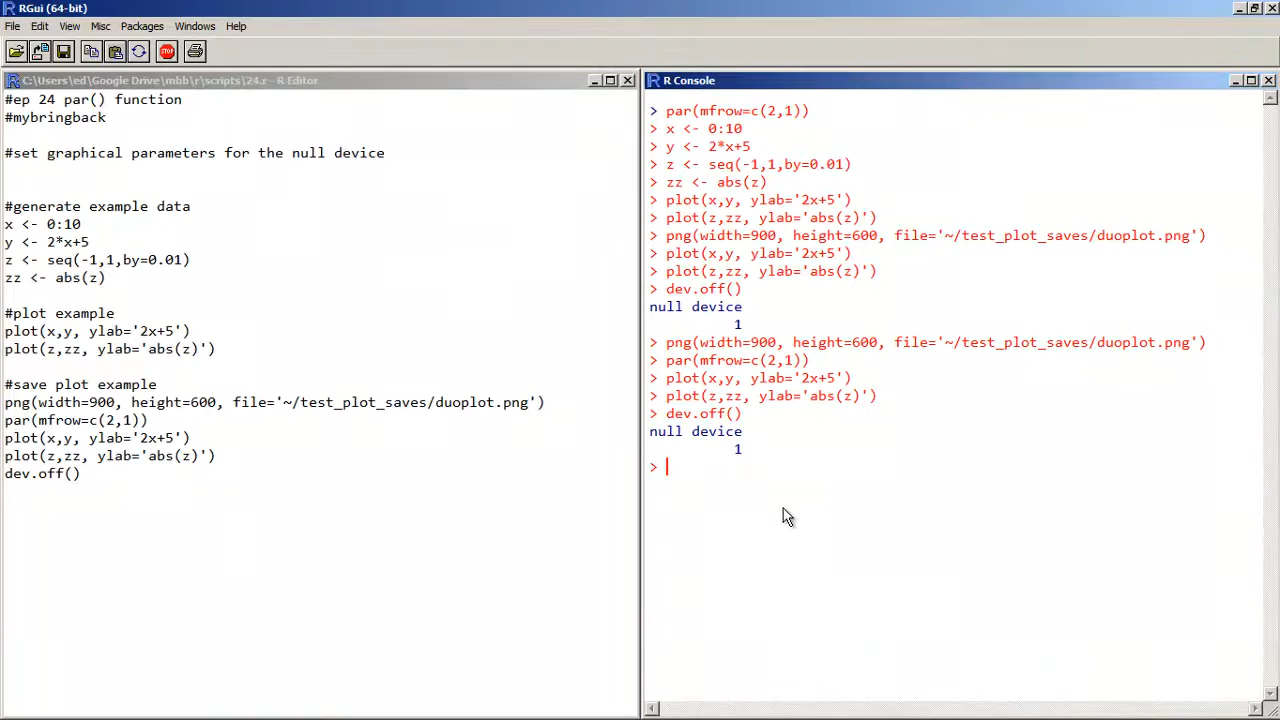 RGui (64-bit)
File Edit View Misc Packages Windows Help
C:\Users\ed\Google Drive\mbb\r\scripts\24.r - R Editor
#ep 24 par() function
#mybringback
#set graphical parameters for the null device
#generate example data
x <- 0:10
y <- 2*x+5
z <- seq(-1,1,by=0.01)
zz <- abs(z)
#plot example
plot(x,y, ylab='2x+5')
plot(z,zz, ylab='abs(z)')
#save plot example
png(width=900, height=600, file='~/test_plot_saves/duoplot.png')
par(mfrow=c(2,1))
plot(x,y, ylab='2x+5')
plot(z,zz, ylab='abs(z)')
dev.off()
R Console
> par(mfrow=c(2,1))
> x <- 0:10
> y <- 2*x+5
> z <- seq(-1,1,by=0.01)
> zz <- abs(z)
> plot(x,y, ylab='2x+5')
> plot(z,zz, ylab='abs(z)')
> png(width=900, height=600, file='~/test_plot_saves/duoplot.png')
> plot(x,y, ylab='2x+5')
> plot(z,zz, ylab='abs(z)')
> dev.off()
null device
1
> png(width=900, height=600, file='~/test_plot_saves/duoplot.png')
> par(mfrow=c(2,1))
> plot(x,y, ylab='2x+5')
> plot(z,zz, ylab='abs(z)')
> dev.off()
null device
1
>